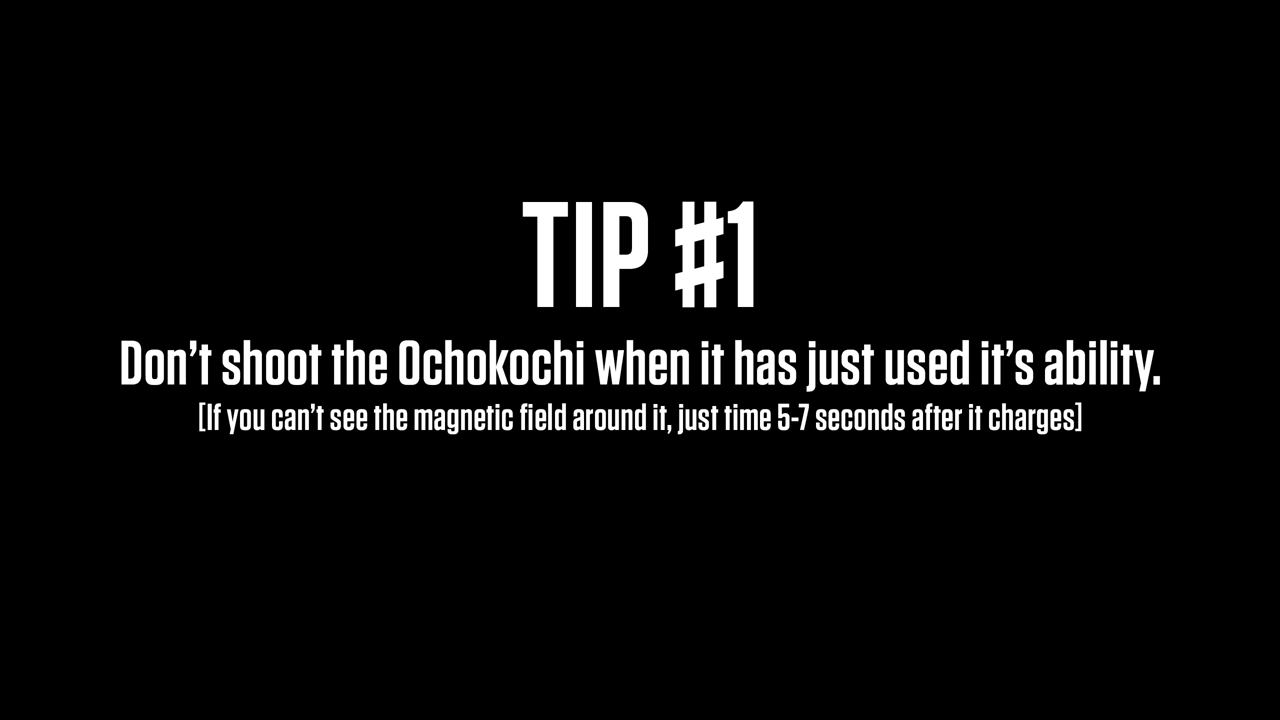 TIP #1
Don’t shoot the Ochokochi when it has just used it’s ability.
[If you can’t see the magnetic field around it, just time 5-7 seconds after it charges]